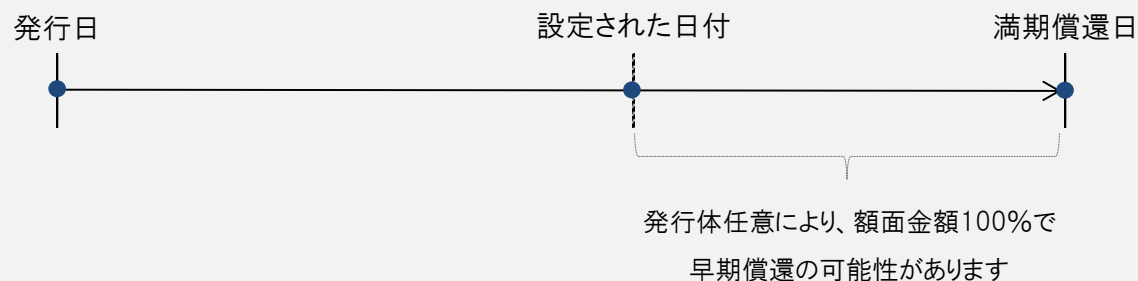 発行日
設定された日付
満期償還日
発行体任意により、額面金額100%で
早期償還の可能性があります